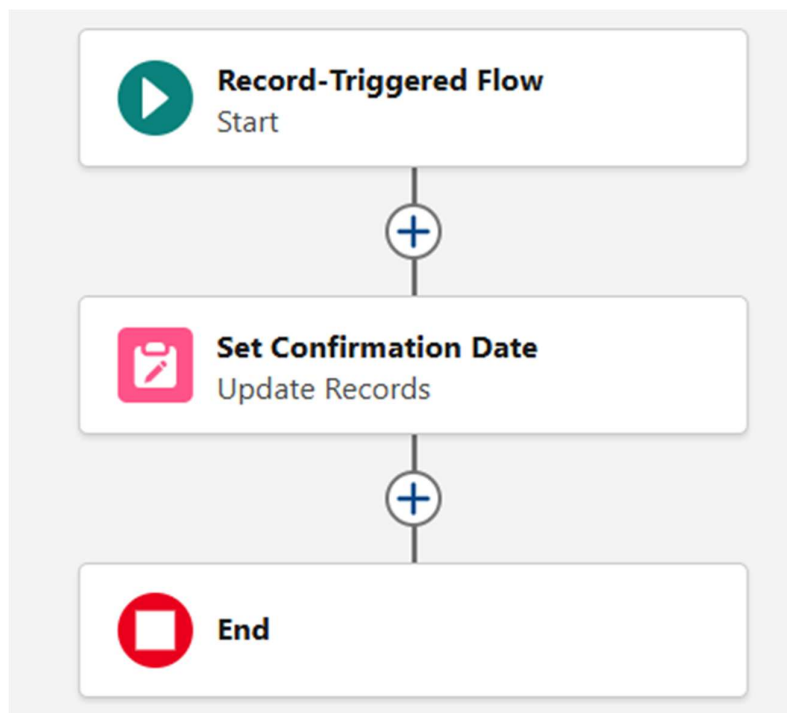 Record-Triggered Flow
Start
Set Confirmation Date
Update Records
End